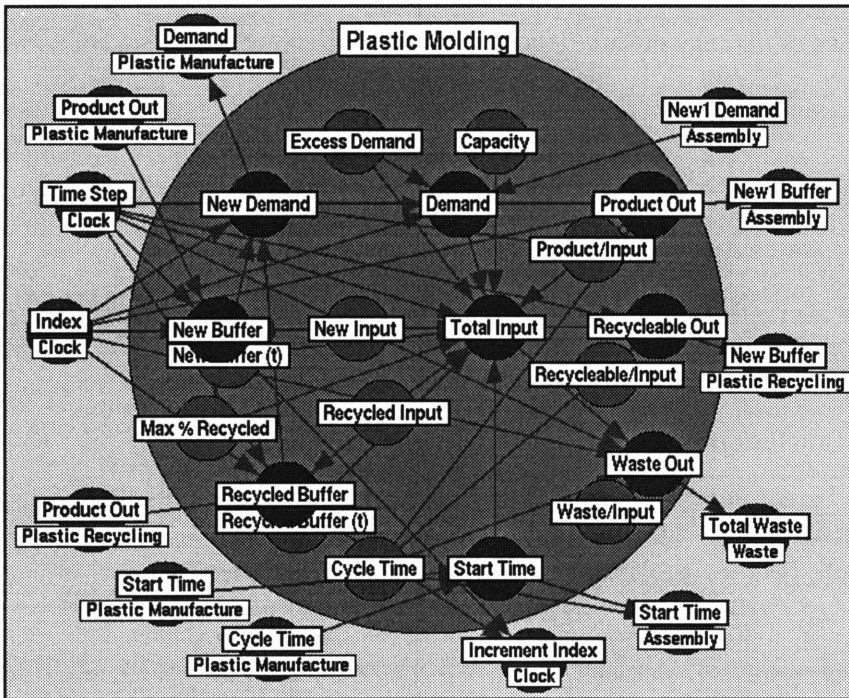 Plastic Molding
Demand
Plastic Manufacture
Product Out
Plastic Manufacture
Excess Demand
Capacity
New1 Demand
Assembly
Time Step
Clock
New Demand
Demand
Product Out
New1 Buffer
Assembly
Product/Input
Index
Clock
New Buffer
New Buffer (t)
New Input
Total Input
Recycleable Out
New Buffer
Plastic Recycling
Recycleable/Input
Max % Recycled
Recycled Input
Waste Out
Recycled Buffer
Recycled Buffer (t)
Product Out
Plastic Recycling
Waste/Input
Total Waste
Waste
Cycle Time
Start Time
Start Time
Plastic Manufacture
Start Time
Assembly
Cycle Time
Plastic Manufacture
Increment Index
Clock